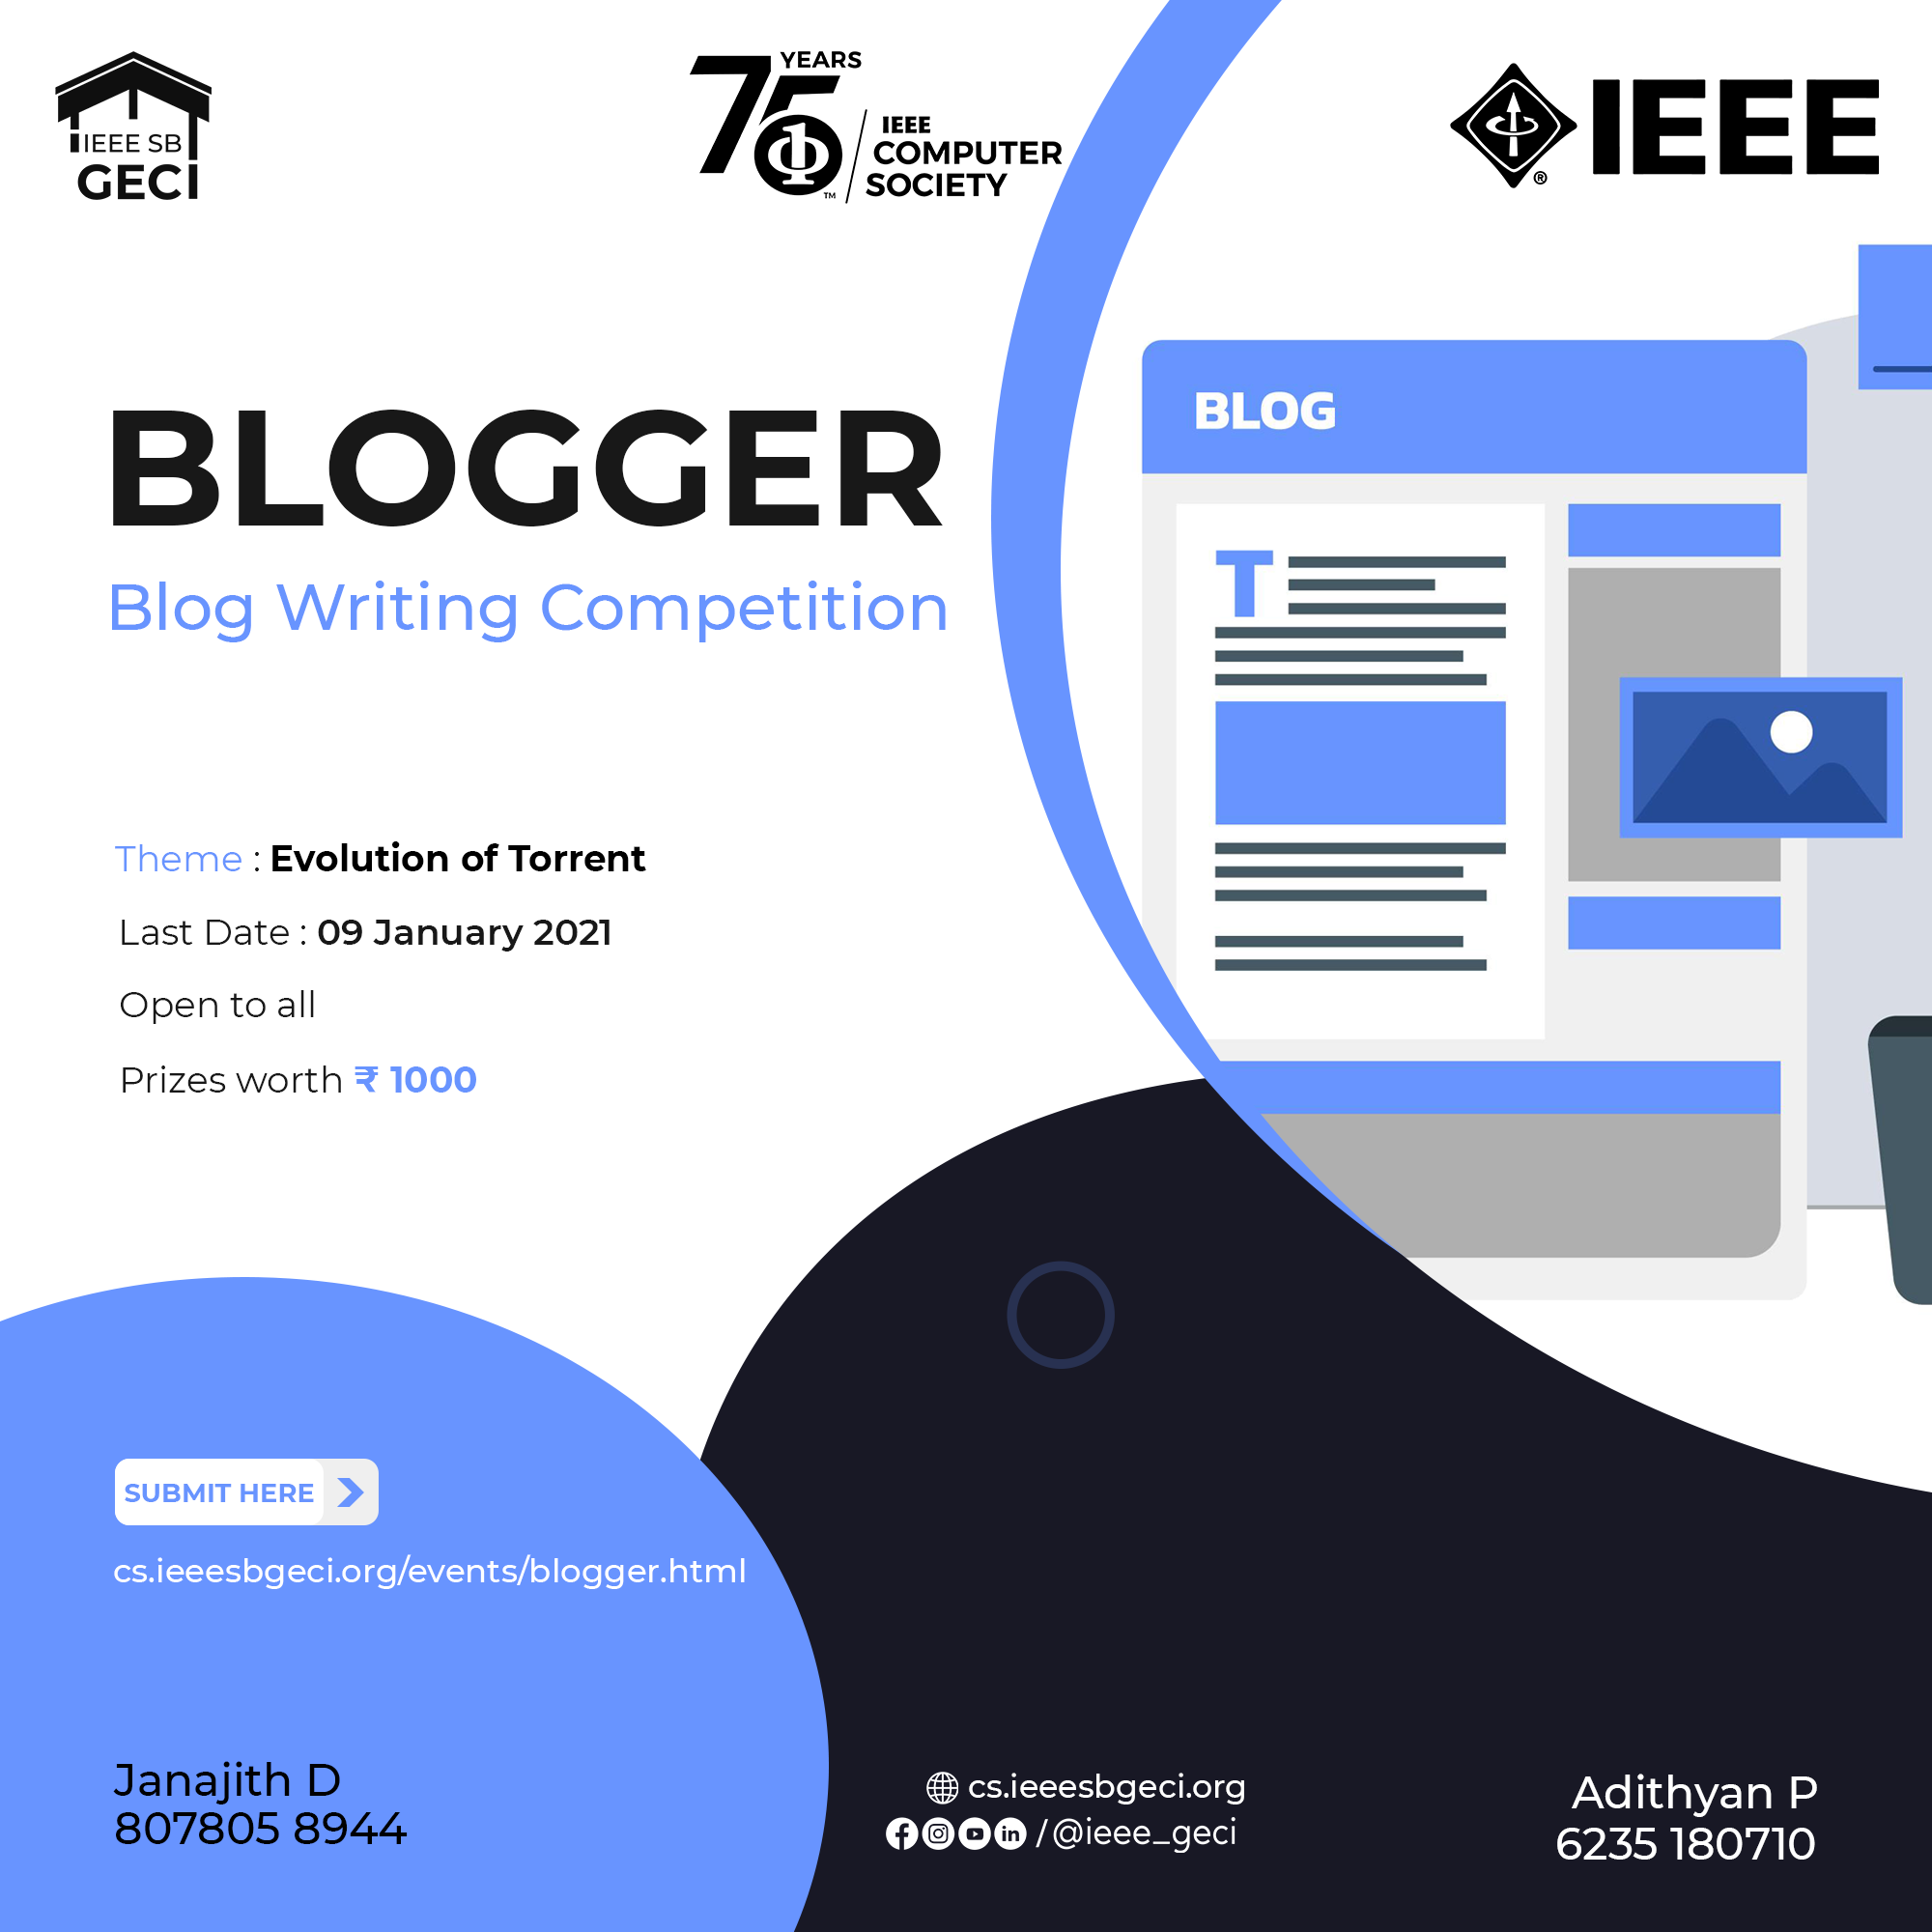 IEEE SB
GECI
75 YEARS
IEEE
COMPUTER
SOCIETY
TM
IEEE
®
BLOGGER
Blog Writing Competition
BLOG
T
Theme : Evolution of Torrent
Last Date : 09 January 2021
Open to all
Prizes worth ₹ 1000
SUBMIT HERE
cs.ieeesbgeci.org/events/blogger.html
Janajith D
807805 8944
cs.ieeesbgeci.org
/ @ieee_geci
Adithyan P
6235 180710